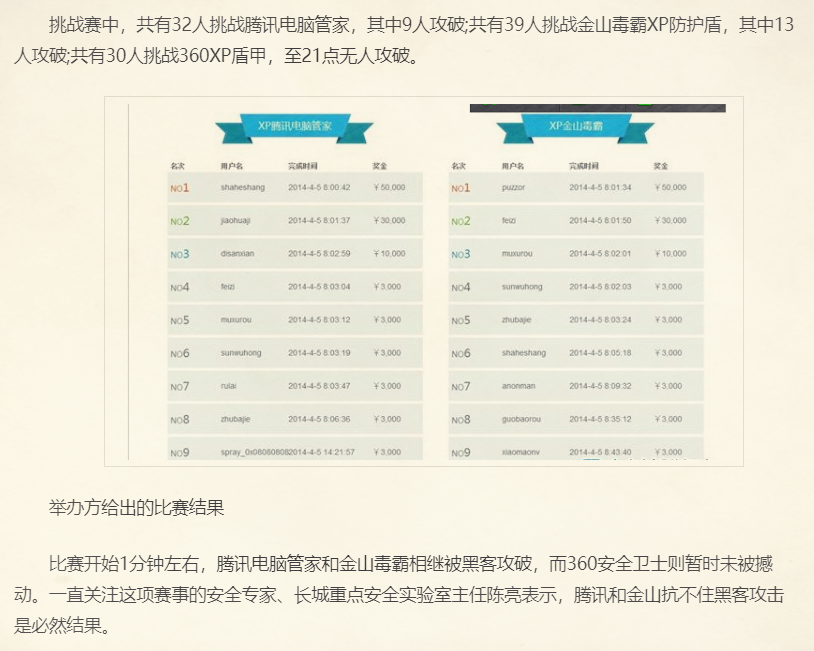 挑战赛中，共有32人挑战腾讯电脑管家，其中9人攻破;共有39人挑战金山毒霸XP防护盾，其中13
人攻破;共有30人挑战360XP盾甲，至21点无人攻破。
XP腾讯电脑管家 XP金山毒霸
名次 用户名 完成时间 奖金 名次 用户名 完成时间 奖金
NO1 shaheshang 2014-4-5 8:00:42 ￥50,000 NO1 puzzor 2014-4-5 8:01:34 ￥50,000
NO2 jiaohuaji 2014-4-5 8:01:37 ￥30,000 NO2 feizi 2014-4-5 8:01:50 ￥30,000
NO3 disanxian 2014-4-5 8:02:59 ￥10,000 NO3 muxurou 2014-4-5 8:02:01 ￥10,000
NO4 feizi 2014-4-5 8:03:04 ￥3,000 NO4 sunwuhong 2014-4-5 8:02:03 ￥3,000
NO5 muxurou 2014-4-5 8:03:12 ￥3,000 NO5 zhubajie 2014-4-5 8:03:24 ￥3,000
NO6 sunwuhong 2014-4-5 8:03:19 ￥3,000 NO6 shaheshang 2014-4-5 8:05:18 ￥3,000
NO7 rulai 2014-4-5 8:03:47 ￥3,000 NO7 anonman 2014-4-5 8:09:32 ￥3,000
NO8 zhubajie 2014-4-5 8:06:36 ￥3,000 NO8 guobaorou 2014-4-5 8:35:12 ￥3,000
NO9 spray_0x080808082014-4-5 14:21:57 ￥3,000 NO9 xiaomaonv 2014-4-5 8:43:40 ￥3,000
举办方给出的比赛结果
比赛开始1分钟左右，腾讯电脑管家和金山毒霸相继被黑客攻破，而360安全卫士则暂时未被撼
动。一直关注这项赛事的安全专家、长城重点安全实验室主任陈亮表示，腾讯和金山抗不住黑客攻击
是必然结果。